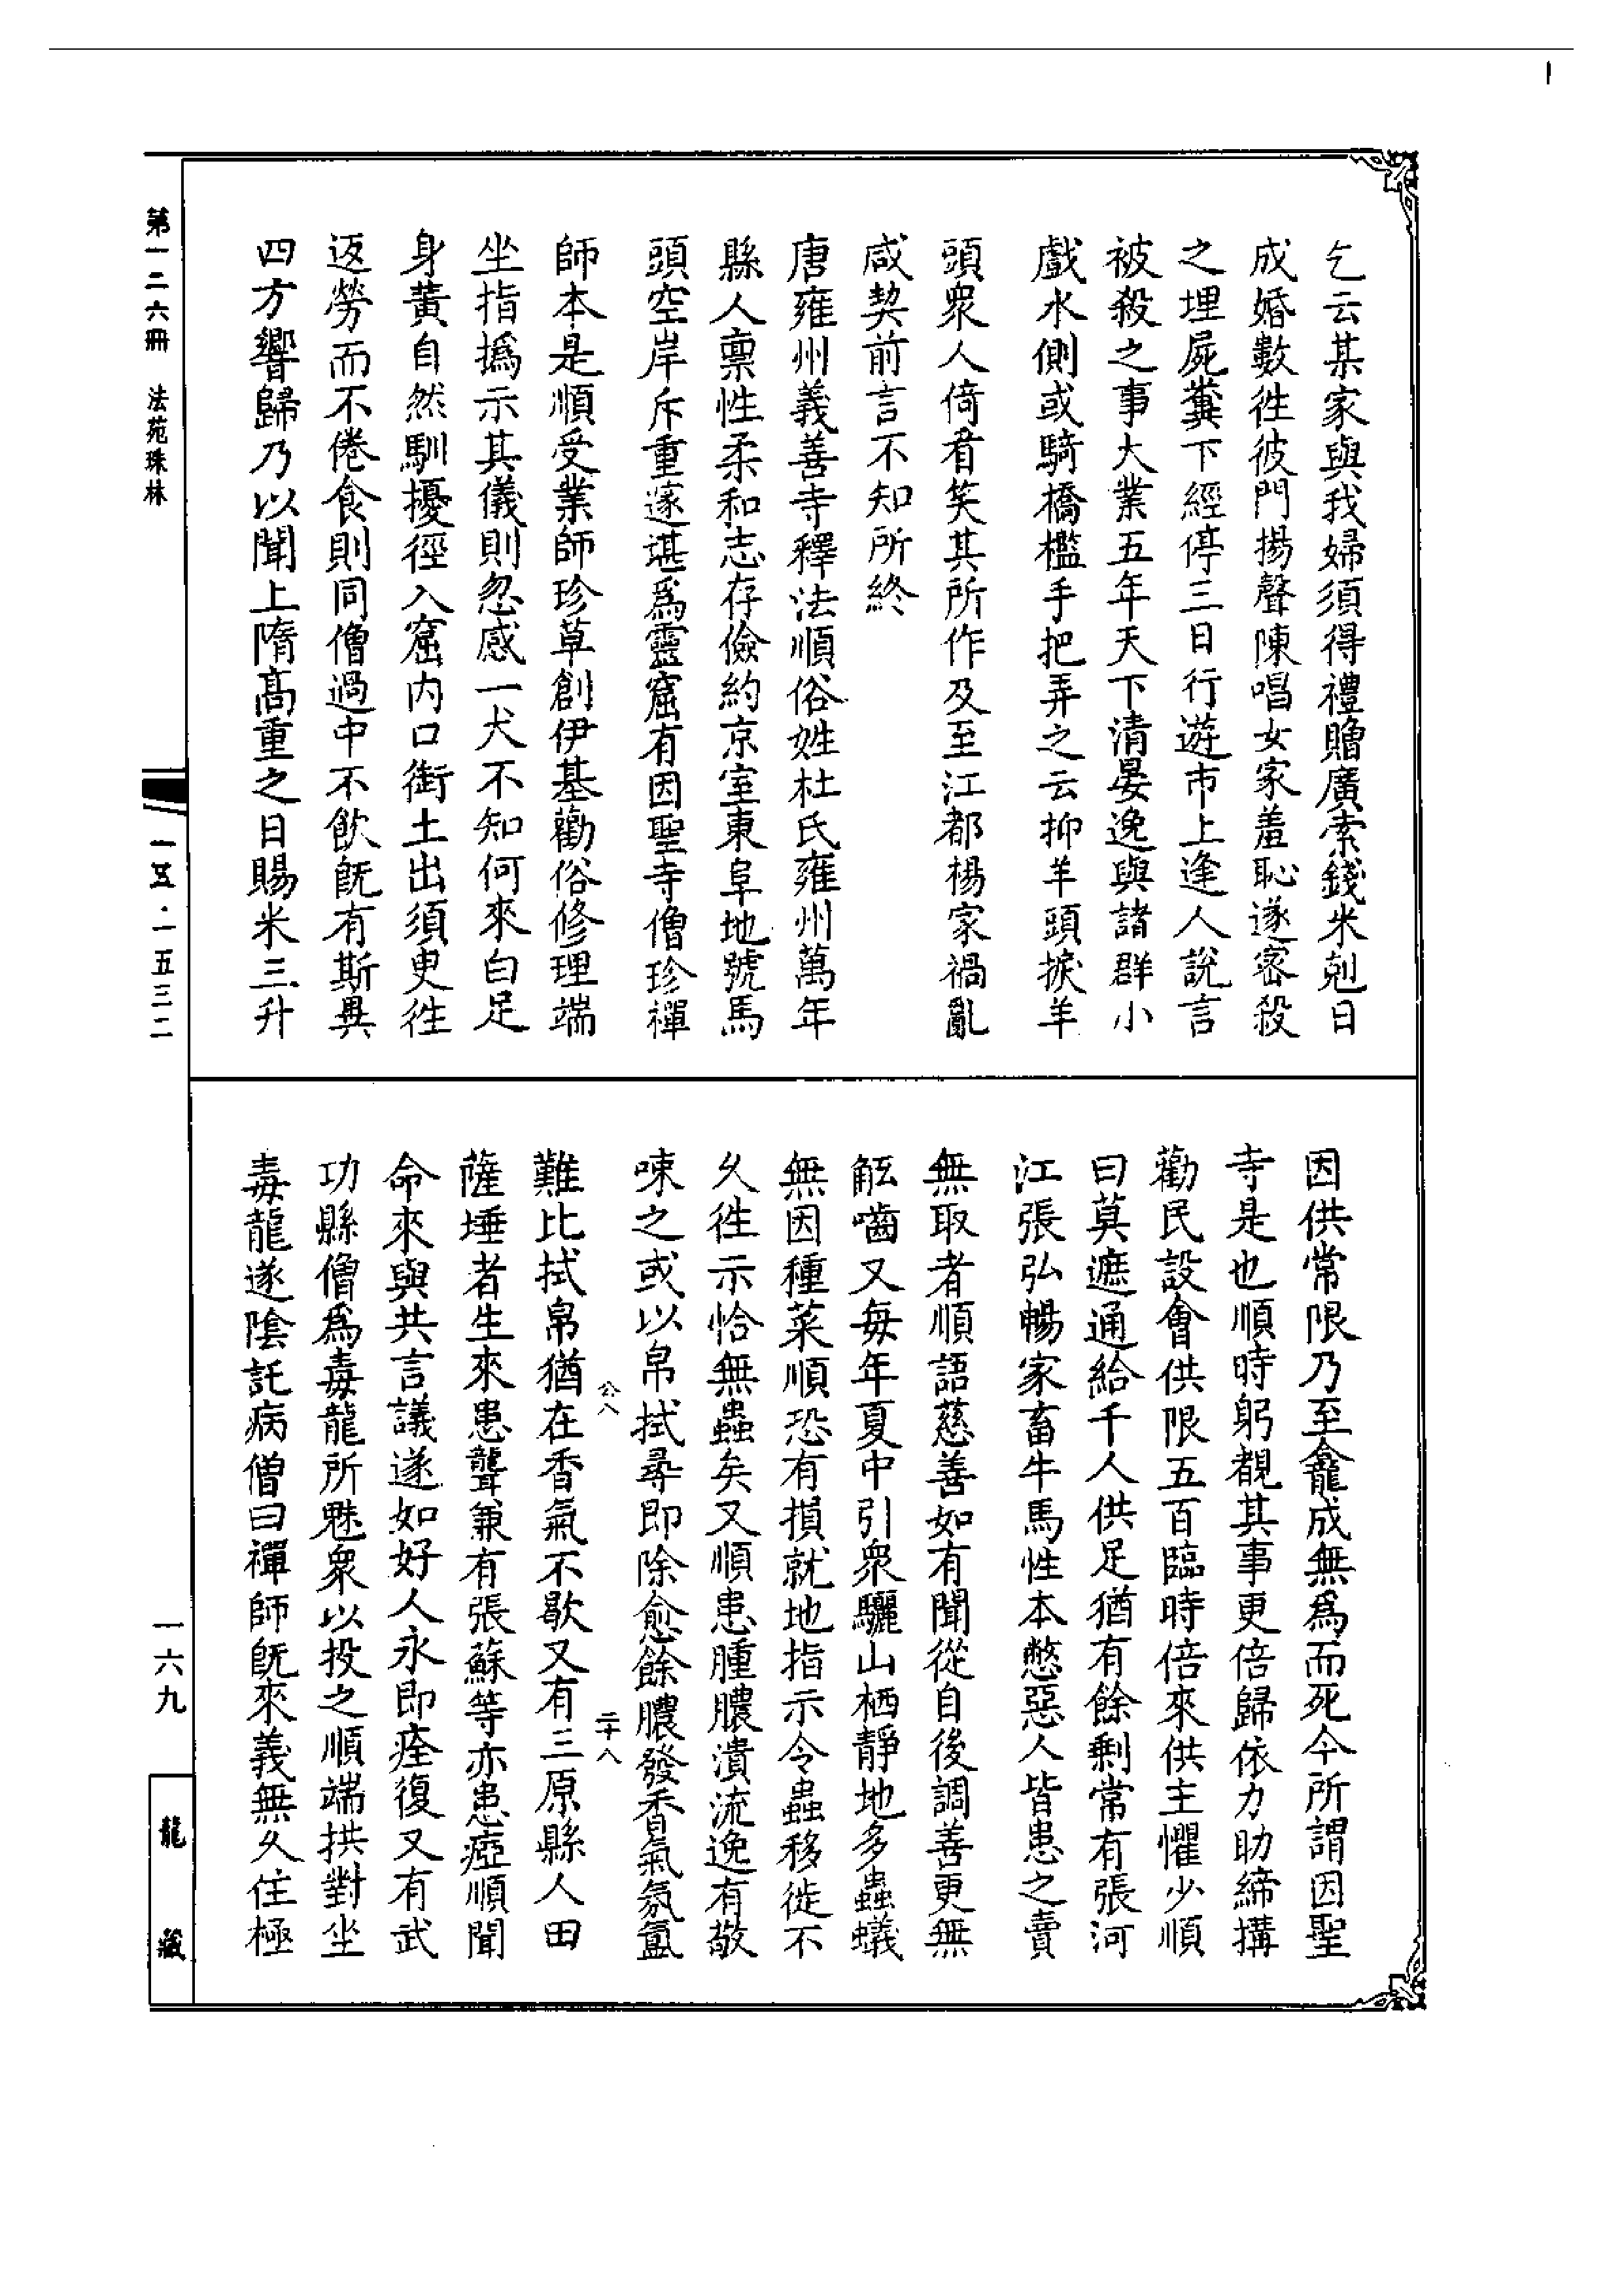 乞云某家與我婦須得禮贍廣索錢米剋日
成婚數往彼門揚聲陳唱女家羞恥遂密殺
之埋屍糞下經停三日行遊市上逢人說言
被殺之事大業五年天下清晏逸與諸群小
戲水側或騎橋檻手把弄之云抑羊頭捩羊
頭衆人倚看笑其所作及至江都楊家禍亂
咸契前言不知所終
唐雍州義善寺釋法順俗姓杜氏雍州萬年
縣人禀性柔和志存儉約京室東阜地號馬
頭空岸斥重邃堪爲靈窟有因聖寺僧珍禪
師本是順受業師珍草創伊基勸俗修理端
坐指撝示其儀則忽感一犬不知何來白足
身黃自然馴擾徑入窟內口銜土出須臾往
返勞而不倦食則同僧過中不飲旣有斯異
四方響歸乃以聞上隋高重之日賜米三升
因供常限乃至龕成無爲而死今所謂因聖
寺是也順時躬覩其事更倍歸依力助締搆
勸民設會供限五百臨時倍來供主懼少順
曰莫遮通給千人供足猶有餘剩常有張河
江張弘暢家畜牛馬性本憋惡人皆患之賣
無取者順語慈善如有聞從自後調善更無
觝嚙又每年夏中引衆驪山栖靜地多蟲蟻
無因種菜順恐有損就地指示令蟲移徙不
久往示恰無蟲矣又順患腫膿潰流逸有敬
㖨之或以帛拭尋即除愈餘膿發香氣氛氳
難比拭帛猶在香氣不歇又有三原縣人田
薩埵者生來患聾兼有張蘇等亦患瘂順聞
命來與共言議遂如好人永即痊復又有武
功縣僧爲毒龍所魅衆以投之順端拱對坐
毒龍遂陰託病僧曰禪師旣來義無久住極
公八
二十八
第一二六冊 法苑珠林
一五·一五三二
一六九
龍藏